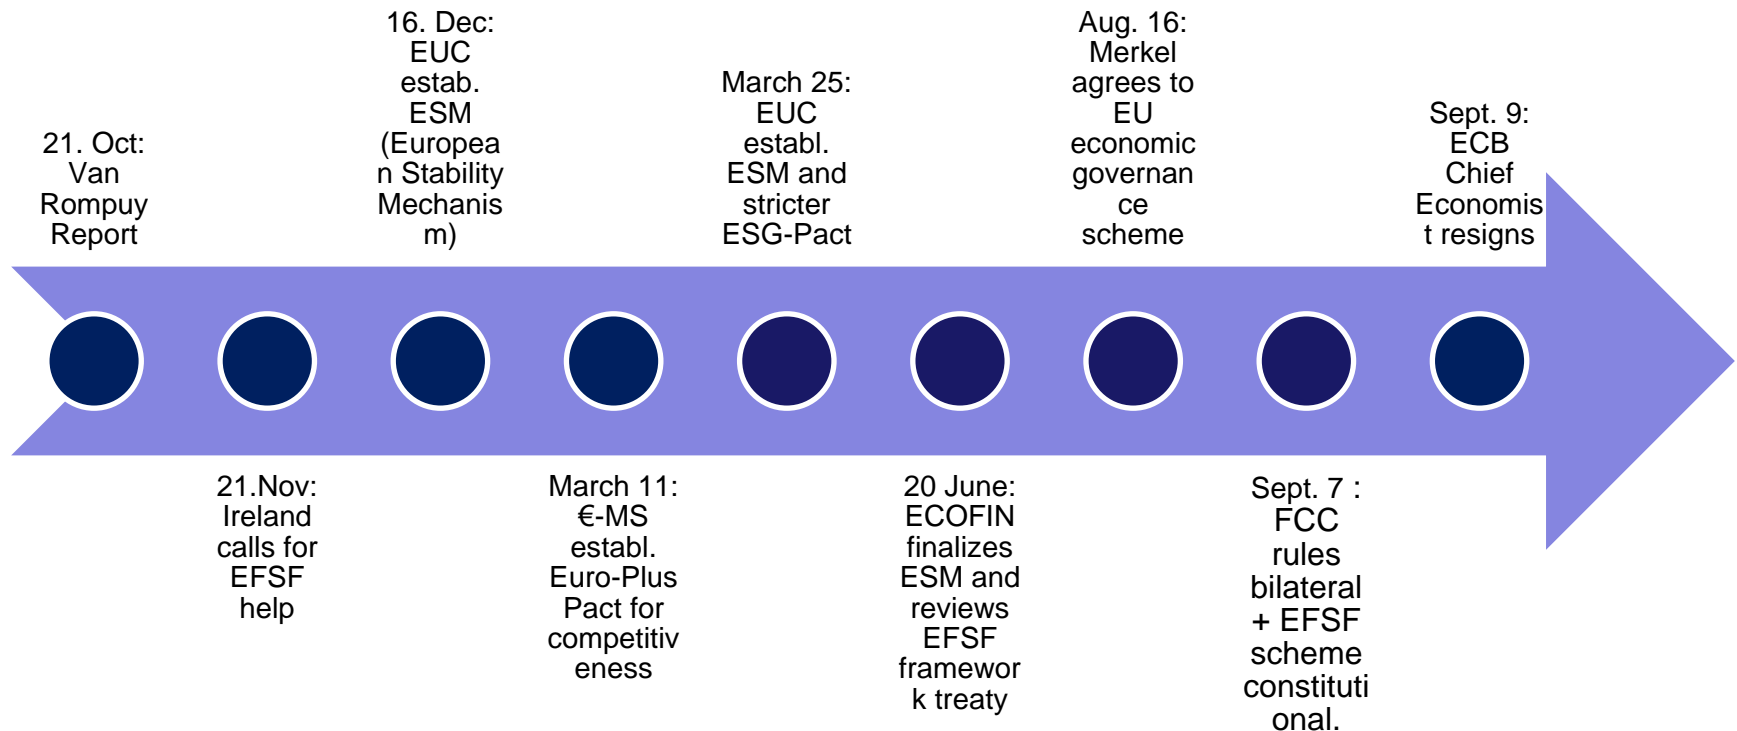 21. Oct:
Van
Rompuy
Report
21.Nov:
Ireland
calls for
EFSF
help
16. Dec:
EUC
estab.
ESM
(Europea
n Stability
Mechanis
m)
March 11:
€-MS
establ.
Euro-Plus
Pact for
competitiv
eness
March 25:
EUC
establ.
ESM and
stricter
ESG-Pact
20 June:
ECOFIN
finalizes
ESM and
reviews
EFSF
framewor
k treaty
Aug. 16:
Merkel
agrees to
EU
economic
governan
ce
scheme
Sept. 7 :
FCC
rules
bilateral
+ EFSF
scheme
constituti
onal.
Sept. 9:
ECB
Chief
Economis
t resigns